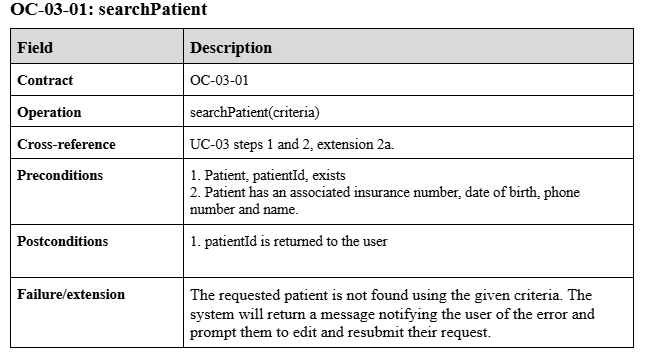 OC-03-01: searchPatient
Field Description
Contract OC-03-01
Operation searchPatient(criteria)
Cross-reference UC-03 steps 1 and 2, extension 2a.
Preconditions 1. Patient, patientId, exists
2. Patient has an associated insurance number, date of birth, phone
number and name.
Postconditions 1. patientId is returned to the user
Failure/extension The requested patient is not found using the given criteria. The
system will return a message notifying the user of the error and
prompt them to edit and resubmit their request.